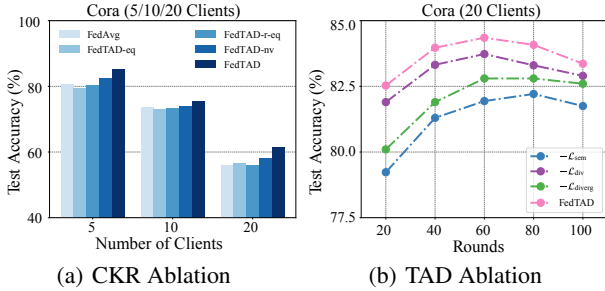 Cora (5/10/20 Clients)
Test Accuracy (%)
100
80
60
40
FedAvg
FedTAD-eq
FedTAD-r-eq
FedTAD-nv
FedTAD
5
10
20
Number of Clients
(a) CKR Ablation
Cora (20 Clients)
Test Accuracy (%)
85.0
82.5
80.0
77.5
−ℒsem
−ℒdiv
−ℒdiverg
FedTAD
20
40
60
80
100
Rounds
(b) TAD Ablation